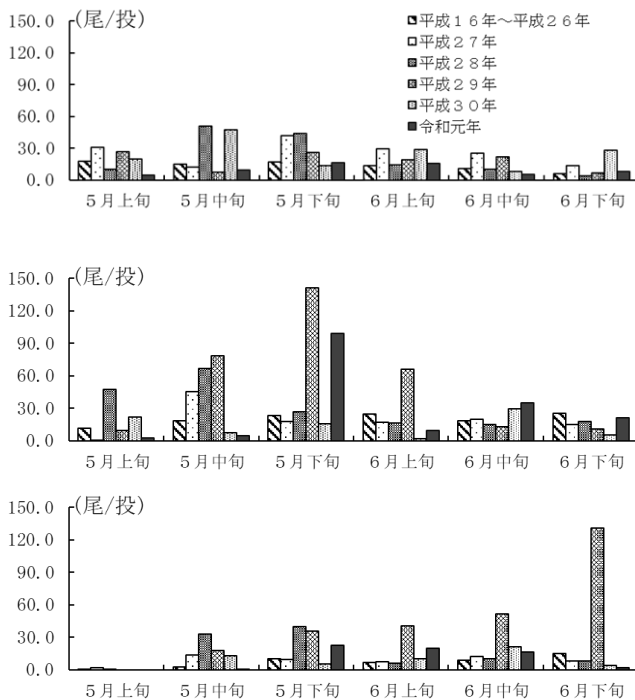 (尾/投)
150.0
120.0
90.0
60.0
30.0
0.0
平成１６年～平成２６年
平成２７年
平成２８年
平成２９年
平成３０年
令和元年
５月上旬 ５月中旬 ５月下旬 ６月上旬 ６月中旬 ６月下旬
(尾/投)
150.0
120.0
90.0
60.0
30.0
0.0
５月上旬 ５月中旬 ５月下旬 ６月上旬 ６月中旬 ６月下旬
(尾/投)
150.0
120.0
90.0
60.0
30.0
0.0
５月上旬 ５月中旬 ５月下旬 ６月上旬 ６月中旬 ６月下旬